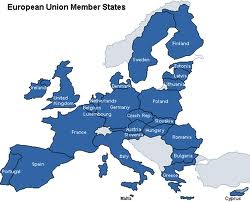 European Union Member States
Finland
Sweden
Estonia
Latvia
Lithuania
Denmark
Ireland
United
Kingdom
Netherlands
Belgium
Luxembourg
Germany
Poland
Czech Rep.
Slovakia
France
Austria
Slovenia
Hungary
Romania
Bulgaria
Italy
Portugal
Spain
Greece
Malta
Cyprus